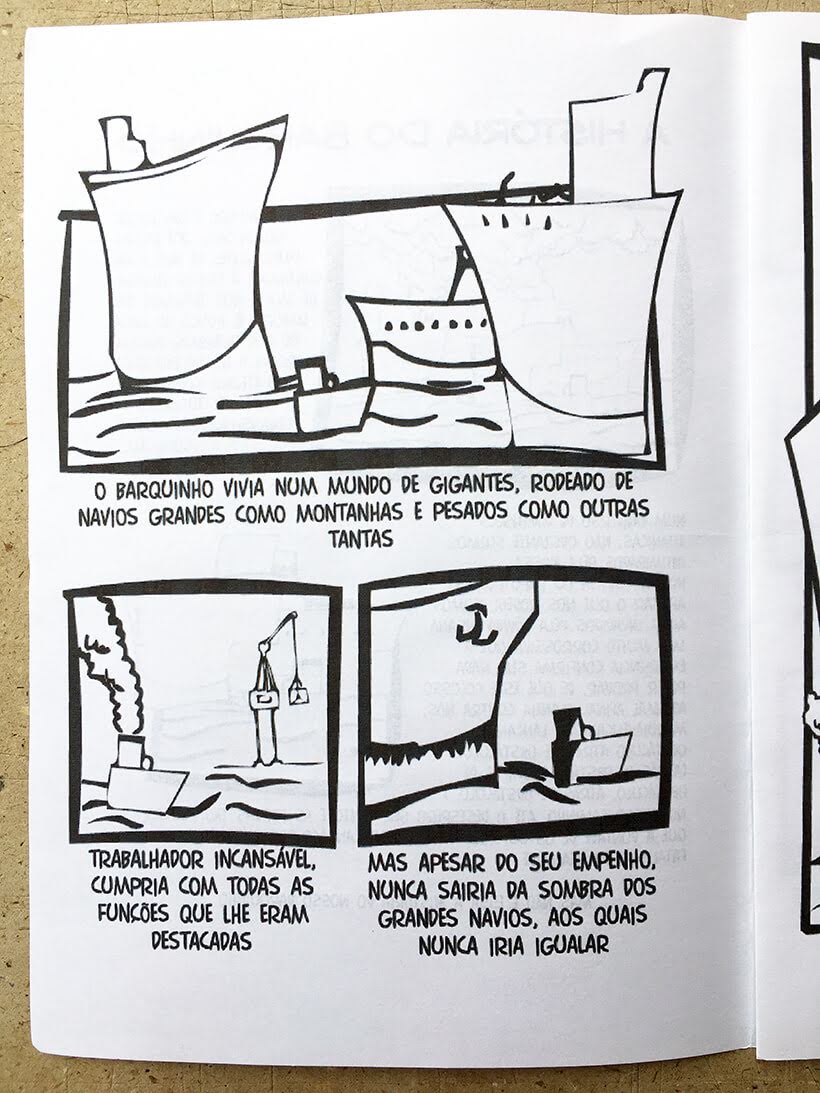 O BARQUINHO VIVIA NUM MUNDO DE GIGANTES, RODEADO DE
NAVIOS GRANDES COMO MONTANHAS E PESADOS COMO OUTRAS
TANTAS
TRABALHADOR INCANSÁVEL,
CUMPRIA COM TODAS AS
FUNCÕES QUE LHE ERAM
DESTACADAS
MAS APESAR DO SEU EMPENHO,
NUNCA SAIRIA DA SOMBRA DOS
GRANDES NAVIOS, AOS QUAIS
NUNCA IRIA IGUALAR